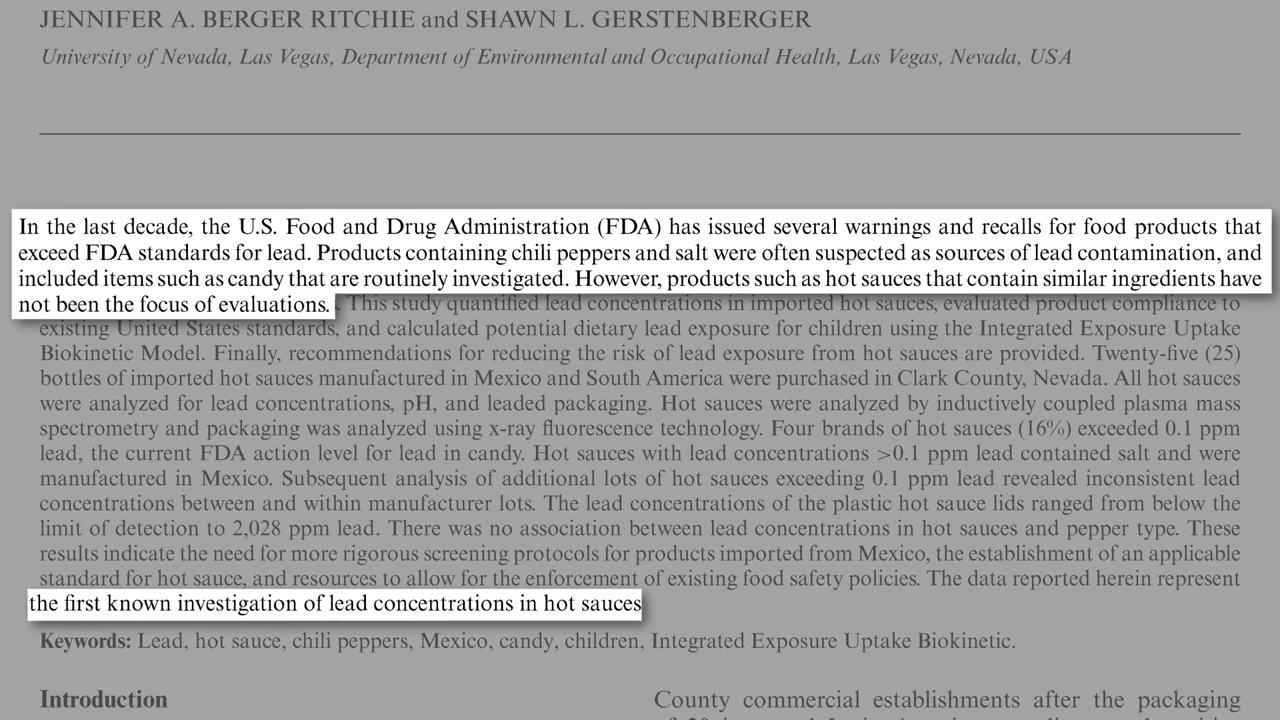 JENNIFER A. BERGER RITCHIE and SHAWN L. GERSTENBERGER
University of Nevada, Las Vegas, Department of Environmental and Occupational Health, Las Vegas, Nevada, USA
In the last decade, the U.S. Food and Drug Administration (FDA) has issued several warnings and recalls for food products that
exceed FDA standards for lead. Products containing chili peppers and salt were often suspected as sources of lead contamination, and
included items such as candy that are routinely investigated. However, products such as hot sauces that contain similar ingredients have
not been the focus of evaluations. This study quantified lead concentrations in imported hot sauces, evaluated product compliance to
existing United States standards, and calculated potential dietary lead exposure for children using the Integrated Exposure Uptake
Biokinetic Model. Finally, recommendations for reducing the risk of lead exposure from hot sauces are provided. Twenty-five (25)
bottles of imported hot sauces manufactured in Mexico and South America were purchased in Clark County, Nevada. All hot sauces
were analyzed for lead concentrations, pH, and leaded packaging. Hot sauces were analyzed by inductively coupled plasma mass
spectrometry and packaging was analyzed using x-ray fluorescence technology. Four brands of hot sauces (16%) exceeded 0.1 ppm
lead, the current FDA action level for lead in candy. Hot sauces with lead concentrations >0.1 ppm lead contained salt and were
manufactured in Mexico. Subsequent analysis of additional lots of hot sauces exceeding 0.1 ppm lead revealed inconsistent lead
concentrations between and within manufacturer lots. The lead concentrations of the plastic hot sauce lids ranged from below the
limit of detection to 2,028 ppm lead. There was no association between lead concentrations in hot sauces and pepper type. These
results indicate the need for more rigorous screening protocols for products imported from Mexico, the establishment of an applicable
standard for hot sauce, and resources to allow for the enforcement of existing food safety policies. The data reported herein represent
the first known investigation of lead concentrations in hot sauces
Keywords: Lead, hot sauce, chili peppers, Mexico, candy, children, Integrated Exposure Uptake Biokinetic.
Introduction
County commercial establishments after the packaging